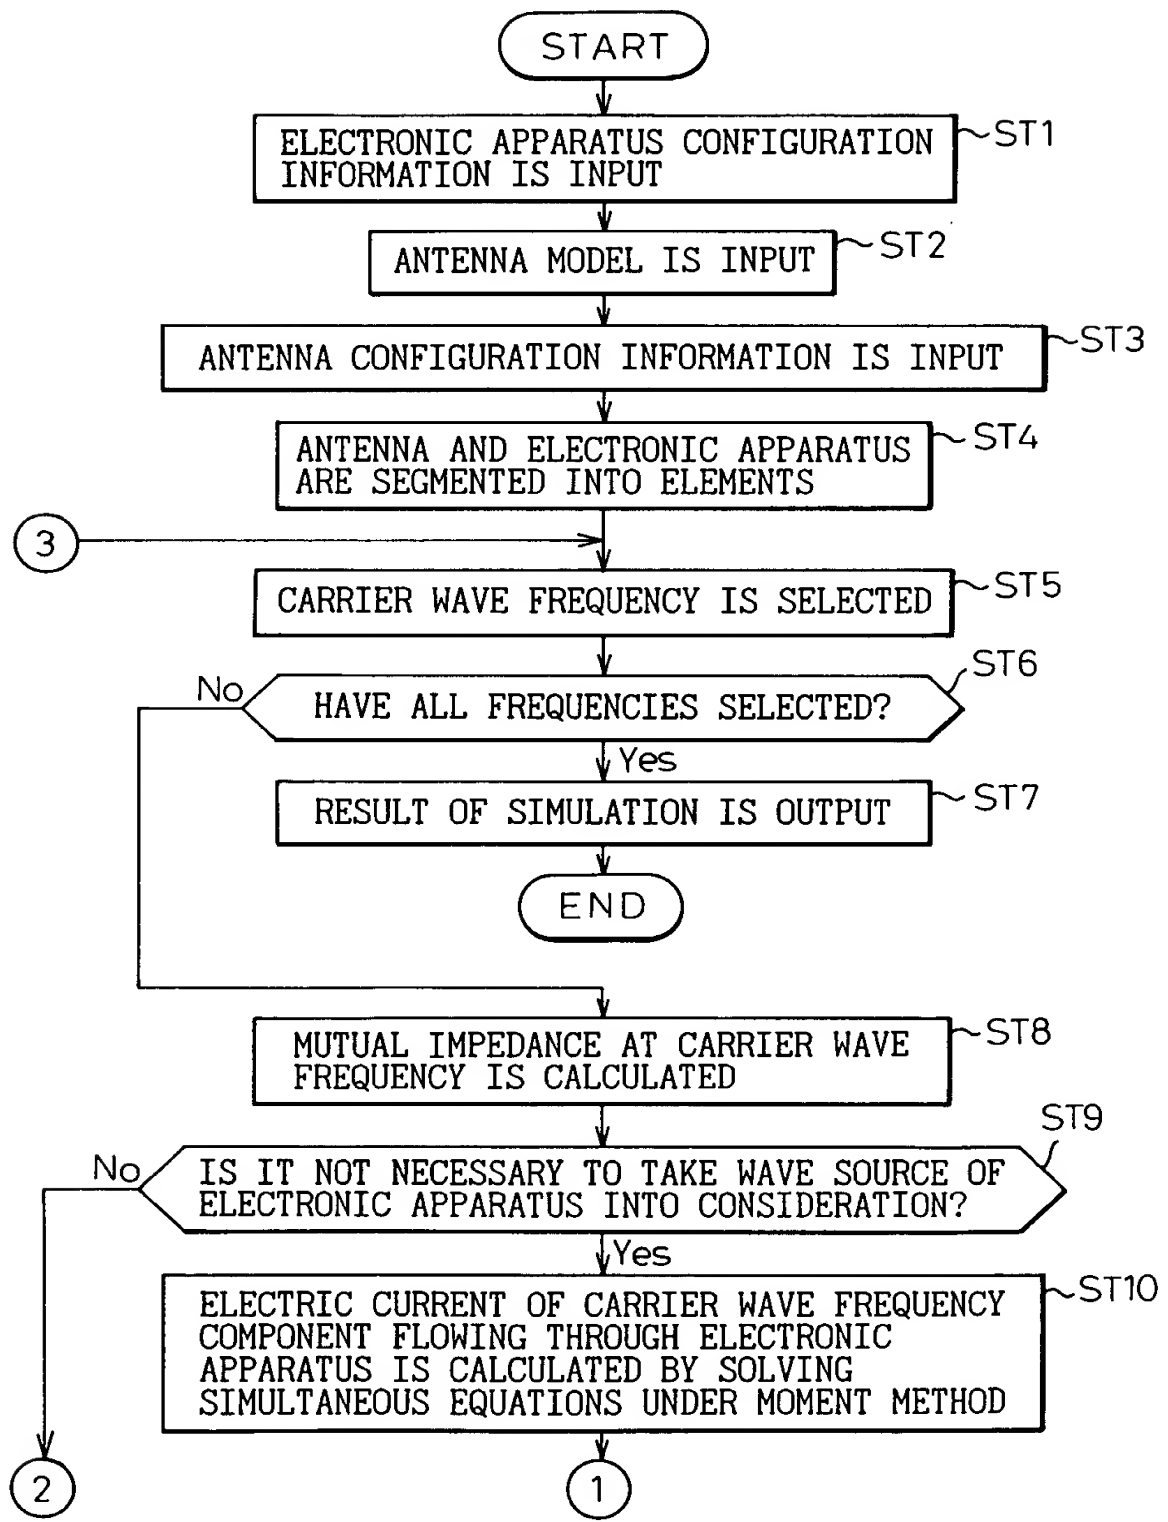 START
ELECTRONIC APPARATUS CONFIGURATION
INFORMATION IS INPUT
ST1
ANTENNA MODEL IS INPUT
ST2
ANTENNA CONFIGURATION INFORMATION IS INPUT
ST3
ANTENNA AND ELECTRONIC APPARATUS
ARE SEGMENTED INTO ELEMENTS
ST4
3
CARRIER WAVE FREQUENCY IS SELECTED
ST5
HAVE ALL FREQUENCIES SELECTED?
ST6
No
Yes
RESULT OF SIMULATION IS OUTPUT
ST7
END
MUTUAL IMPEDANCE AT CARRIER WAVE
FREQUENCY IS CALCULATED
ST8
IS IT NOT NECESSARY TO TAKE WAVE SOURCE OF
ELECTRONIC APPARATUS INTO CONSIDERATION?
ST9
No
Yes
ELECTRIC CURRENT OF CARRIER WAVE FREQUENCY
COMPONENT FLOWING THROUGH ELECTRONIC
APPARATUS IS CALCULATED BY SOLVING
SIMULTANEOUS EQUATIONS UNDER MOMENT METHOD
ST10
2
1